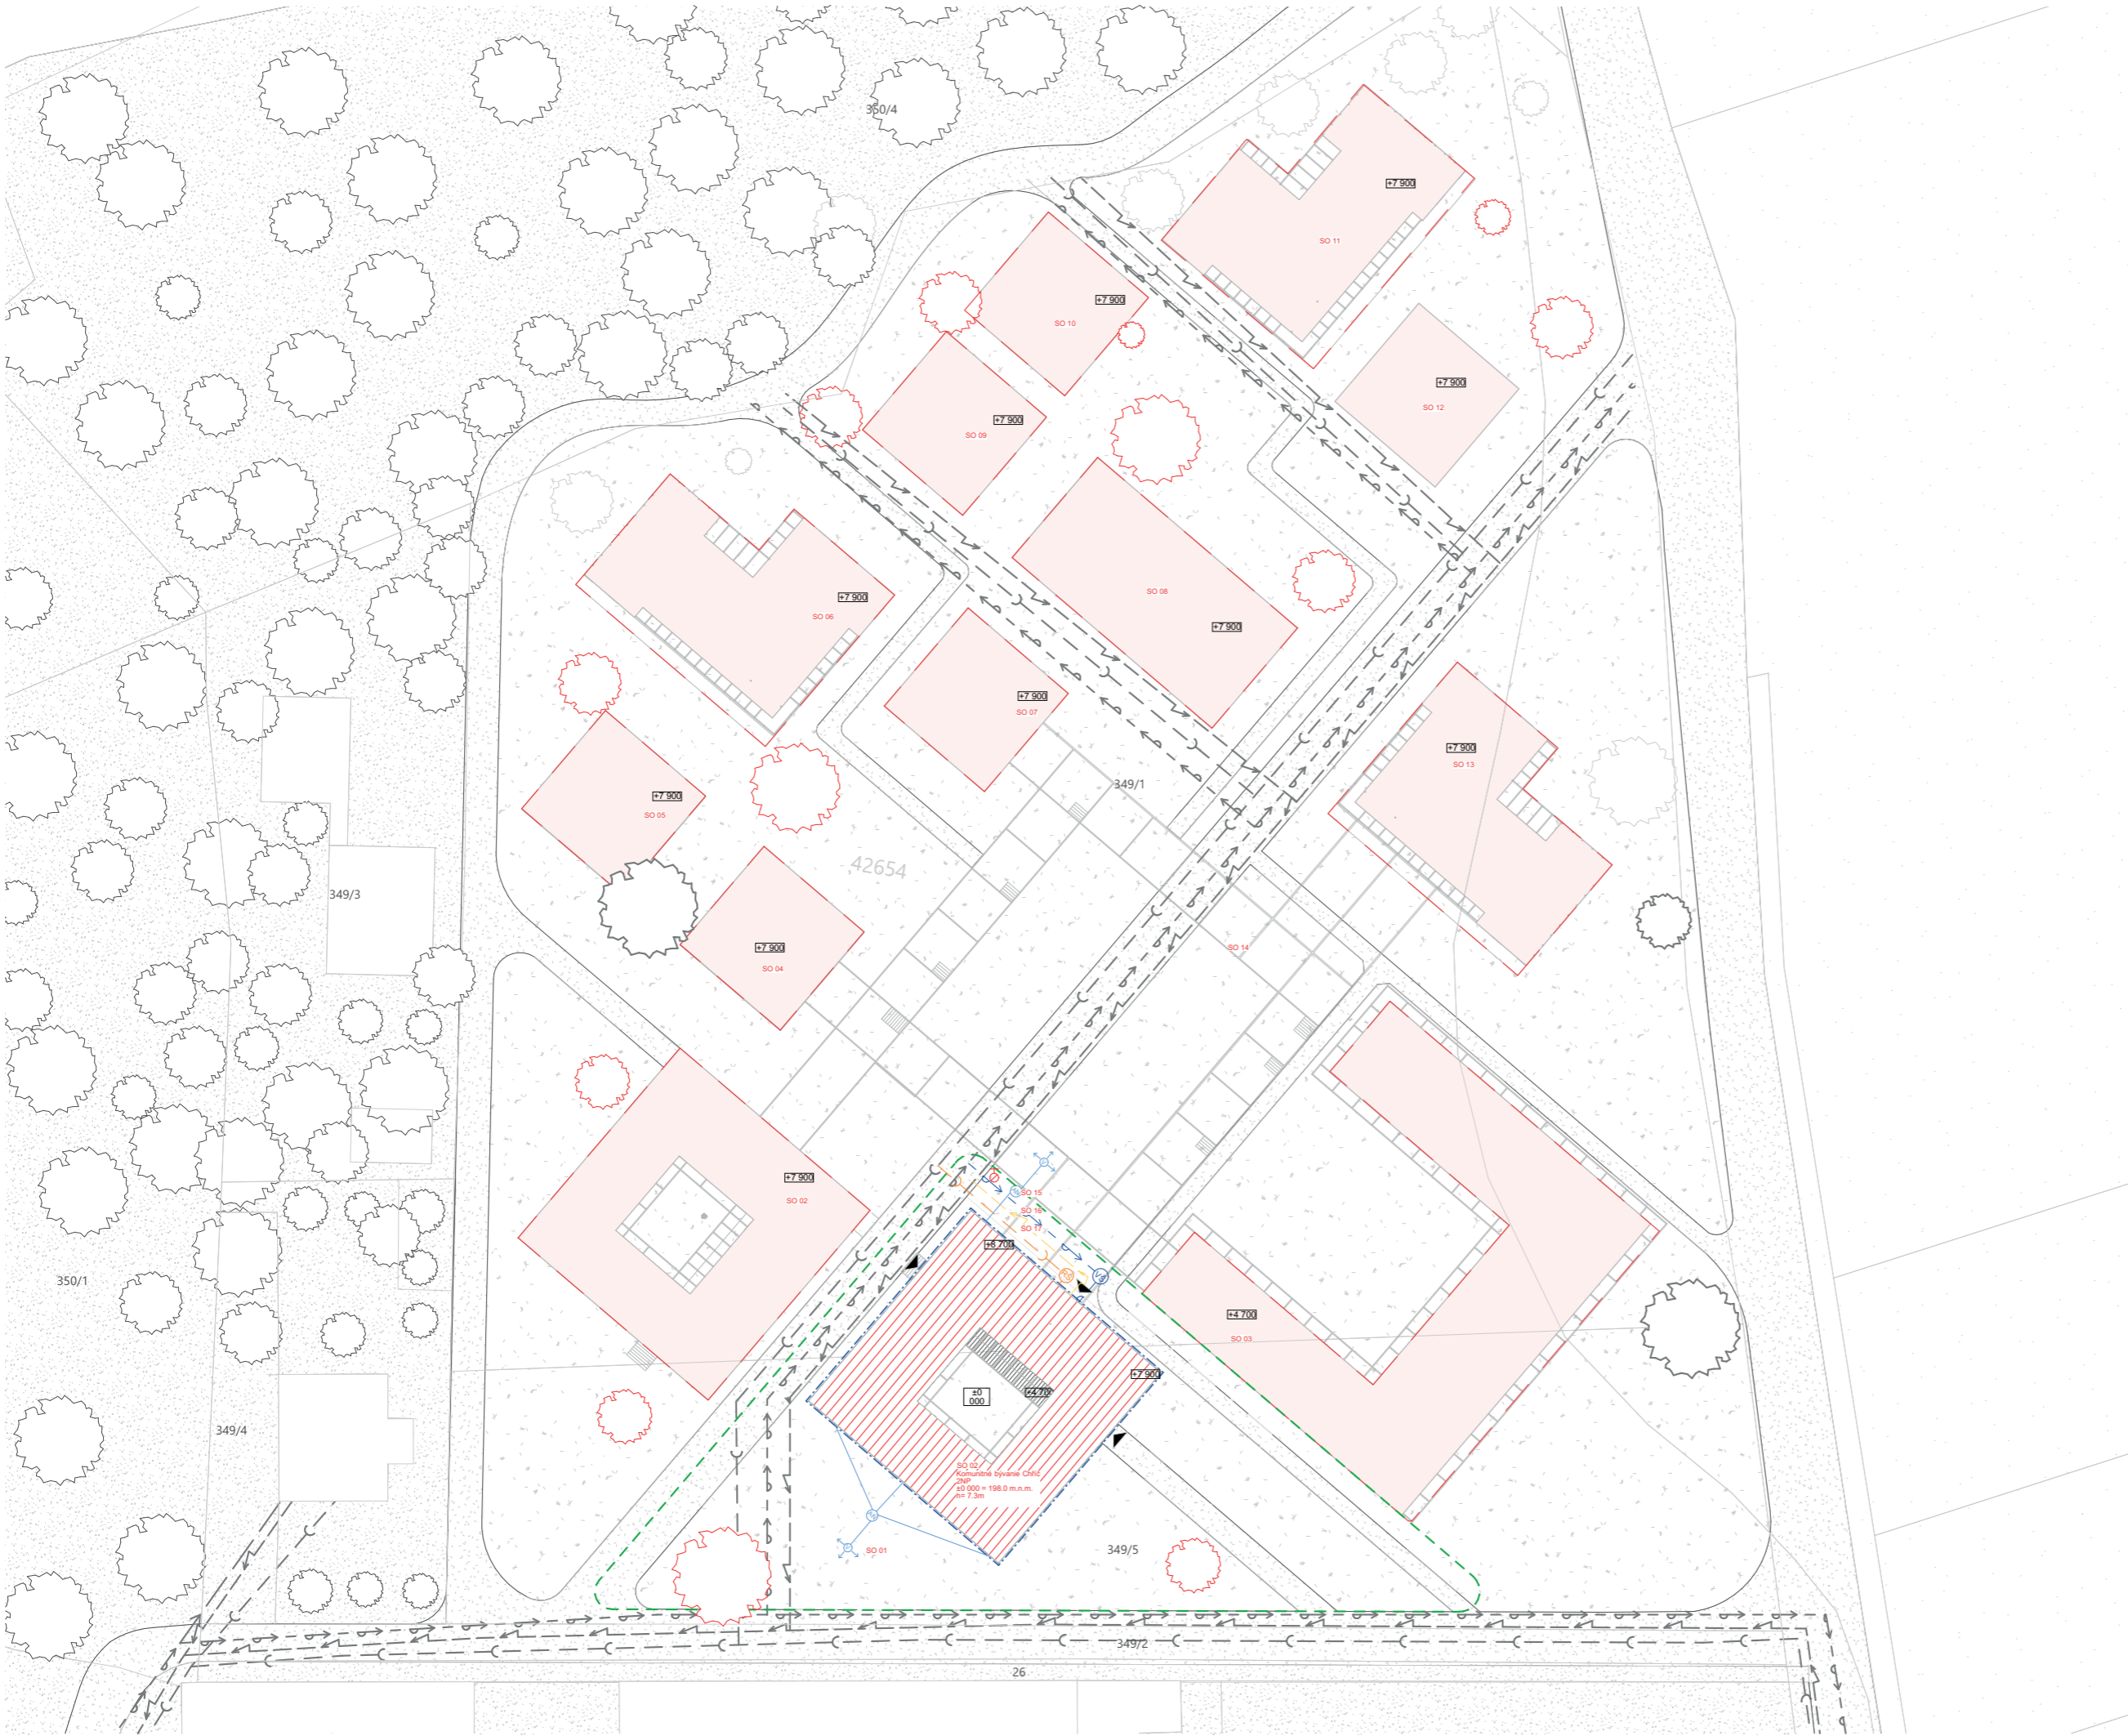 350/4
+7 900
SO 11
+7 900
SO 10
+7 900
SO 12
+7 900
SO 09
+7 900
SO 06
SO 08
+7 900
+7 900
SO 07
+7 900
SO 13
349/1
+7 900
SO 05
42654
349/3
+7 900
SO 04
SO 14
+7 900
SO 02
SO 15
SO 16
SO 17
+8 700
350/1
+4 700
SO 03
+7 900
±0
000
+4 70
349/4
SO 02
Komunitné bývanie Chříč
2NP
±0 000 = 198.0 m.n.m.
h= 7.3m
SO 01
349/5
349/2
26